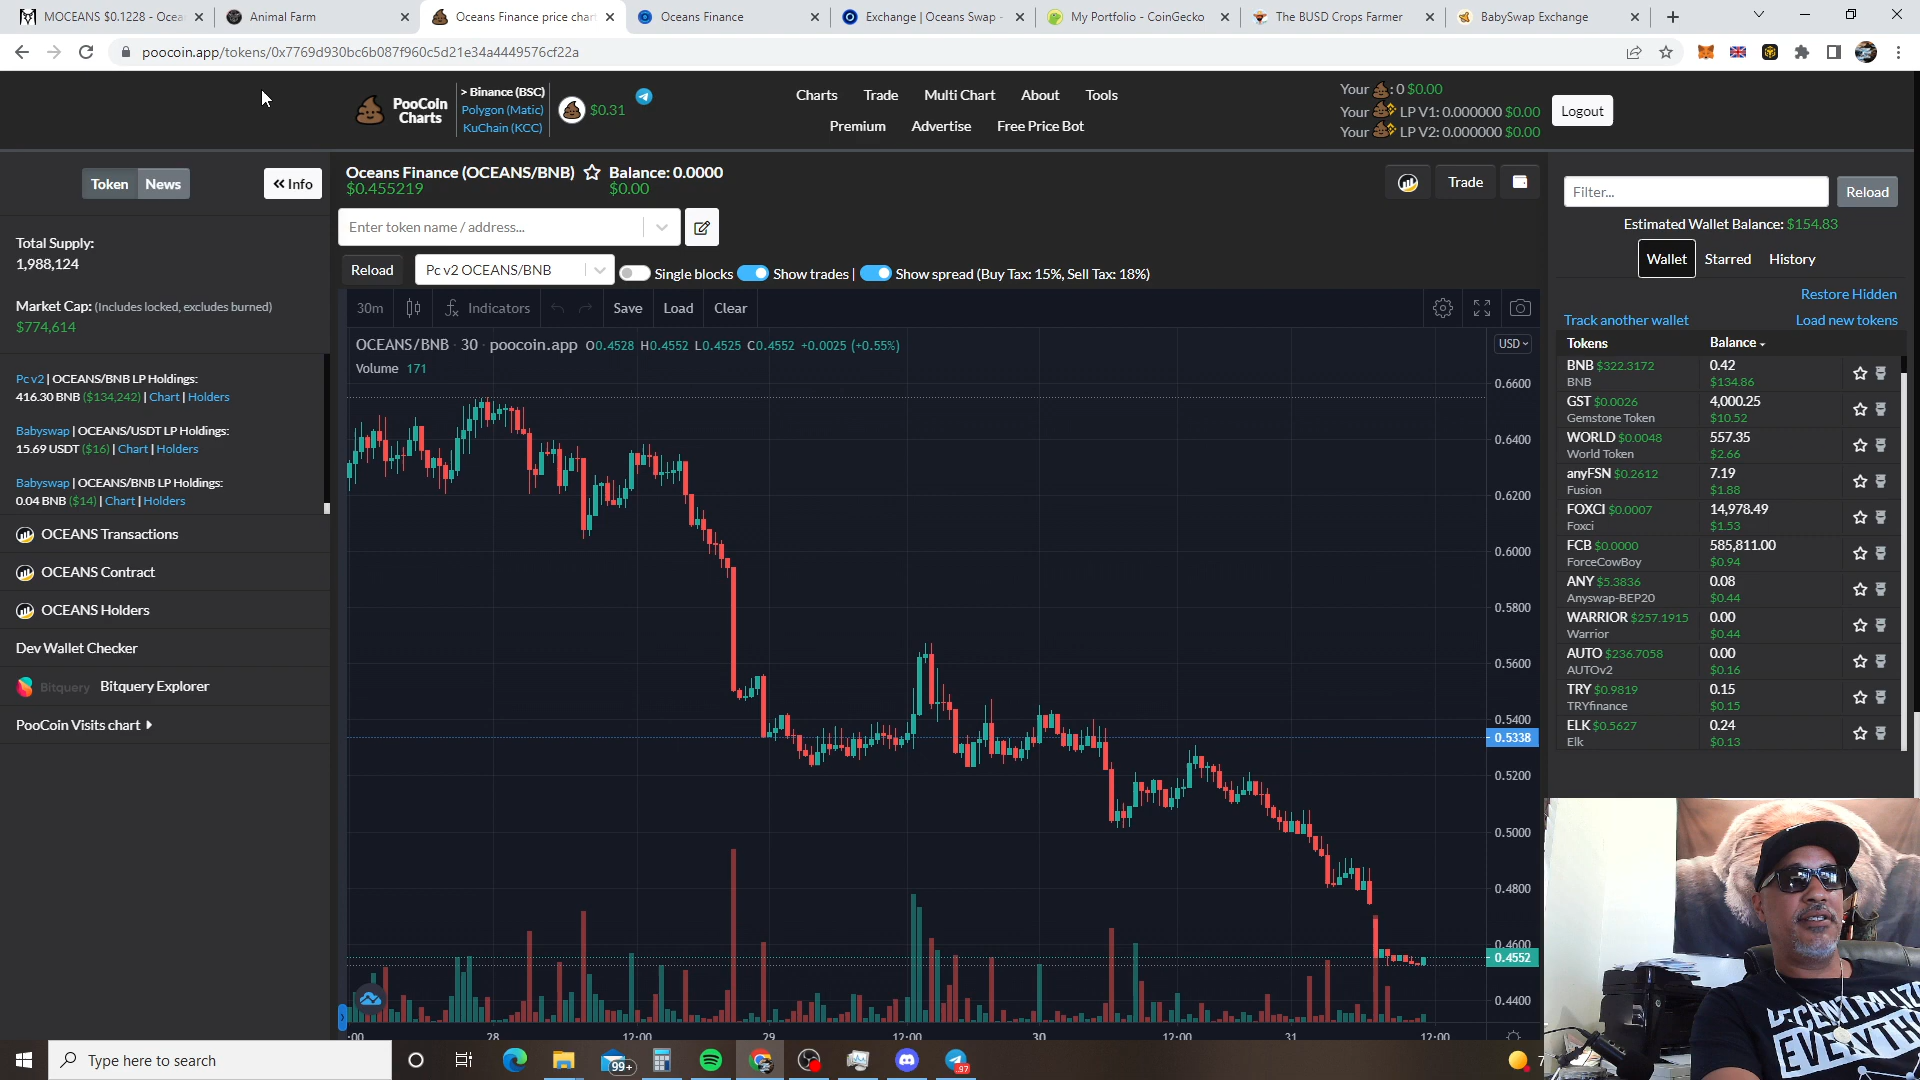 MOCEANS $0.1228 - Ocea
Animal Farm
Oceans Finance price chart
Oceans Finance
Exchange | Oceans Swap -
My Portfolio - CoinGecko
The BUSD Crops Farmer
BabySwap Exchange
poocoin.app/tokens/0x7769d930bc6b087f960c5d21e34a4449576cf22a
PooCoin
Charts
> Binance (BSC)
Polygon (Matic)
KuChain (KCC)
$0.31
Charts Trade Multi Chart About Tools
Premium Advertise Free Price Bot
Your : 0 $0.00
Your LP V1: 0.000000 $0.00
Your LP V2: 0.000000 $0.00
Logout
Token News
« Info
Total Supply:
1,988,124
Market Cap: (Includes locked, excludes burned)
$774,614
Pc v2 | OCEANS/BNB LP Holdings:
416.30 BNB ($134,242) | Chart | Holders
Babyswap | OCEANS/USDT LP Holdings:
15.69 USDT ($16) | Chart | Holders
Babyswap | OCEANS/BNB LP Holdings:
0.04 BNB ($14) | Chart | Holders
OCEANS Transactions
OCEANS Contract
OCEANS Holders
Dev Wallet Checker
Bitquery Bitquery Explorer
PooCoin Visits chart
Oceans Finance (OCEANS/BNB) Balance: 0.0000
$0.455219 $0.00
Trade
Enter token name / address...
Reload
Pc v2 OCEANS/BNB
Single blocks Show trades | Show spread (Buy Tax: 15%, Sell Tax: 18%)
30m Indicators Save Load Clear
OCEANS/BNB · 30 · poocoin.app O0.4528 H0.4552 L0.4525 C0.4552 +0.0025 (+0.55%)
Volume 171
USD
0.6600
0.6400
0.6200
0.6000
0.5800
0.5600
0.5400
0.5338
0.5200
0.5000
0.4800
0.4600
0.4552
0.4400
:00 28 12:00 29 12:00 30 12:00 31 12:00
Filter...
Reload
Estimated Wallet Balance: $154.83
Wallet Starred History
Restore Hidden
Track another wallet Load new tokens
Tokens Balance
BNB $322.3172 0.42
BNB $134.86
GST $0.0026 4,000.25
Gemstone Token $10.52
WORLD $0.0048 557.35
World Token $2.66
anyFSN $0.2612 7.19
Fusion $1.88
FOXCI $0.0007 14,978.49
Foxci $1.53
FCB $0.0000 585,811.00
ForceCowBoy $0.94
ANY $5.3836 0.08
Anyswap-BEP20 $0.44
WARRIOR $257.1915 0.00
Warrior $0.44
AUTO $236.7058 0.00
AUTOv2 $0.16
TRY $0.9819 0.15
TRYfinance $0.15
ELK $0.5627 0.24
Elk $0.13
DECENTRALIZE
EVERYTH
Type here to search
99+
97
7